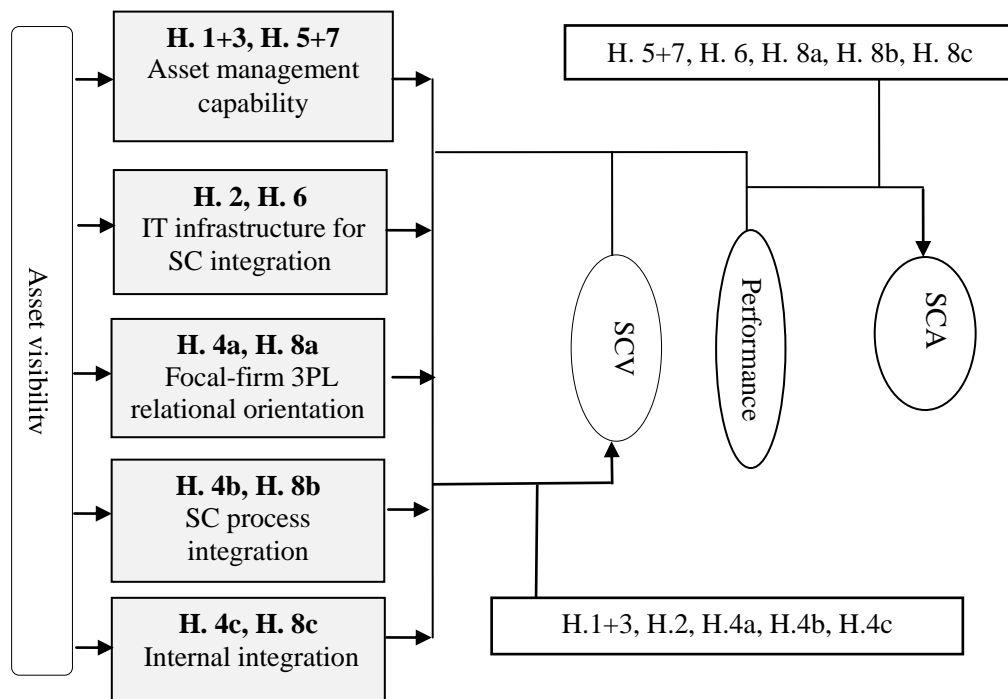 Asset visibility
H. 1+3, H. 5+7
Asset management
capability
H. 2, H. 6
IT infrastructure for
SC integration
H. 4a, H. 8a
Focal-firm 3PL
relational orientation
H. 4b, H. 8b
SC process
integration
H. 4c, H. 8c
Internal integration
H. 5+7, H. 6, H. 8a, H. 8b, H. 8c
SCV
Performance
SCA
H.1+3, H.2, H.4a, H.4b, H.4c